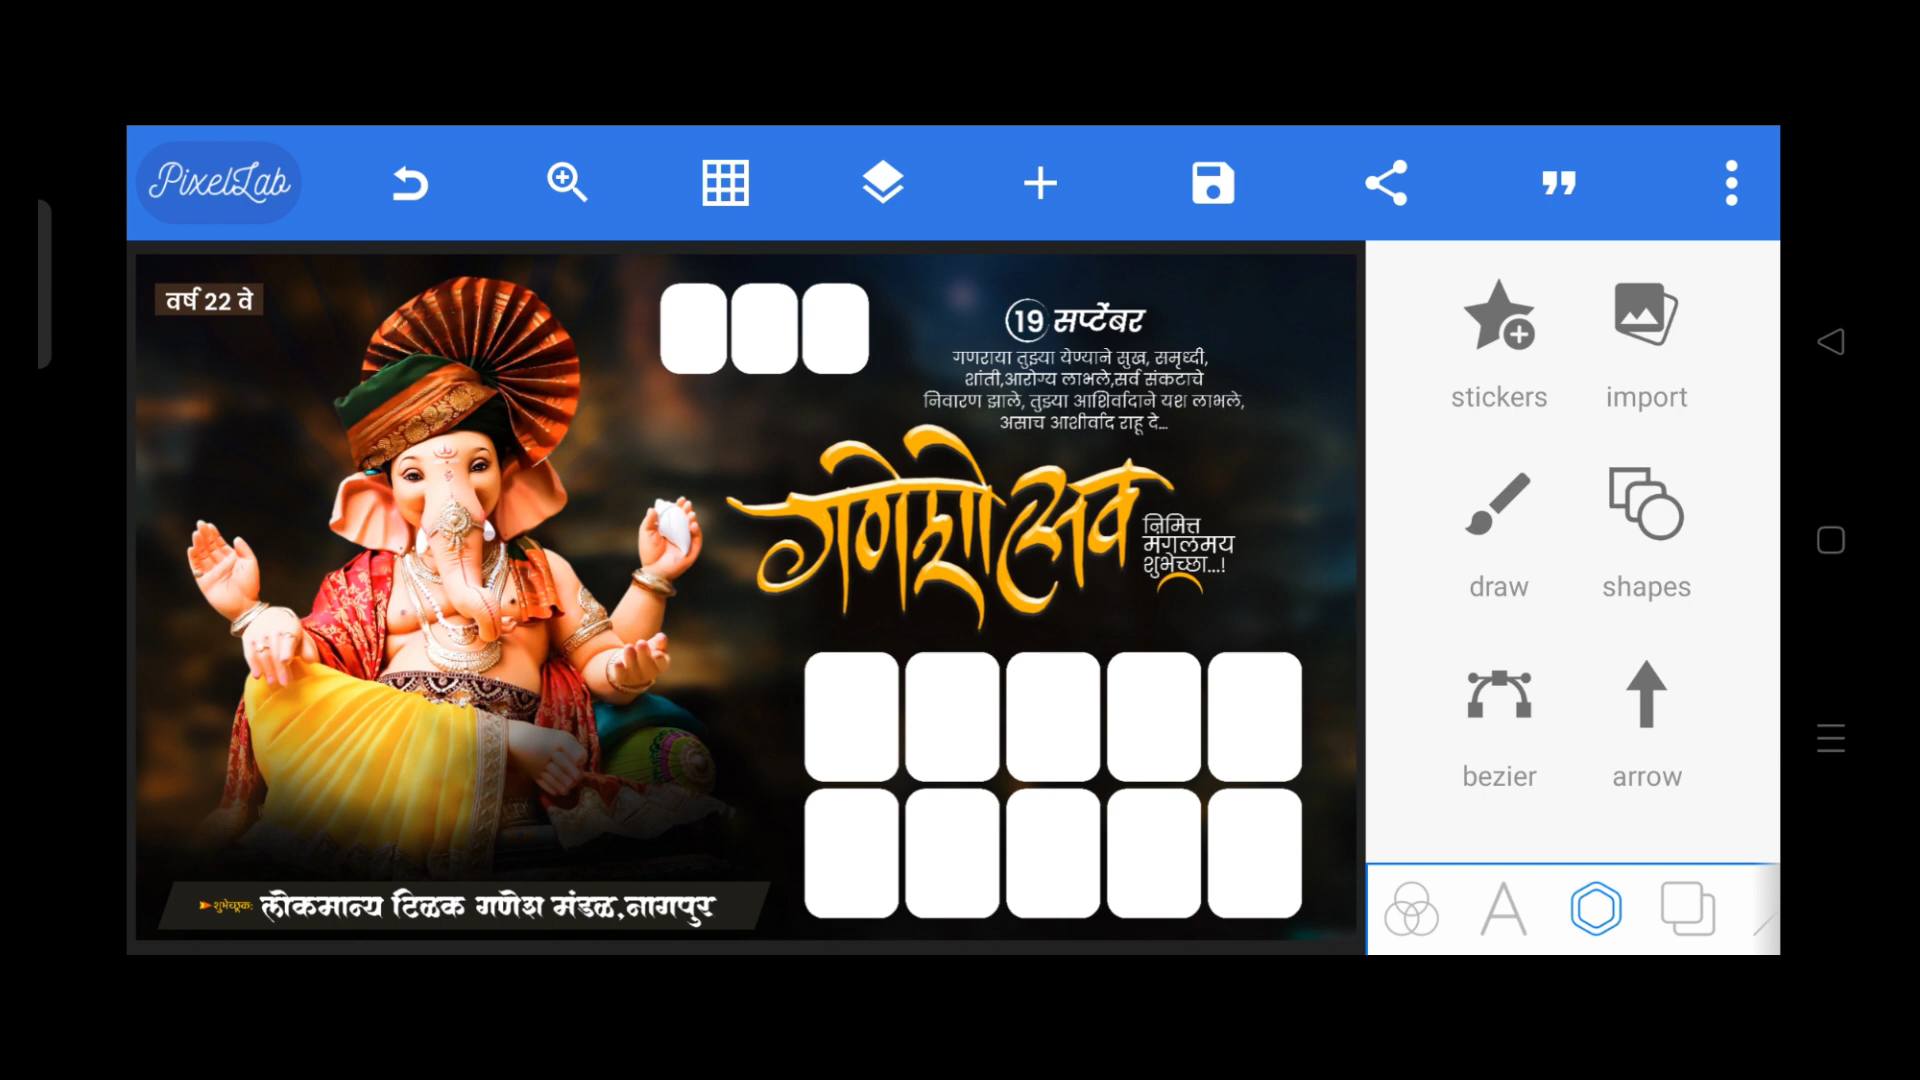 PixelLab
वर्ष 22 वे
19 सप्टेंबर
गणराया तुझ्या येण्याने सुख, समृध्दी,
शांती,आरोग्य लाभले,सर्व संकटाचे
निवारण झाले, तुझ्या आशिर्वादाने यश लाभले,
असाच आशीर्वाद राहू दे...
गणेशोत्सव
निमित्त
मंगलमय
शुभेच्छा...!
शुभेच्छूक: लोकमान्य टिळक गणेश मंडळ,नागपुर
stickers
import
draw
shapes
bezier
arrow